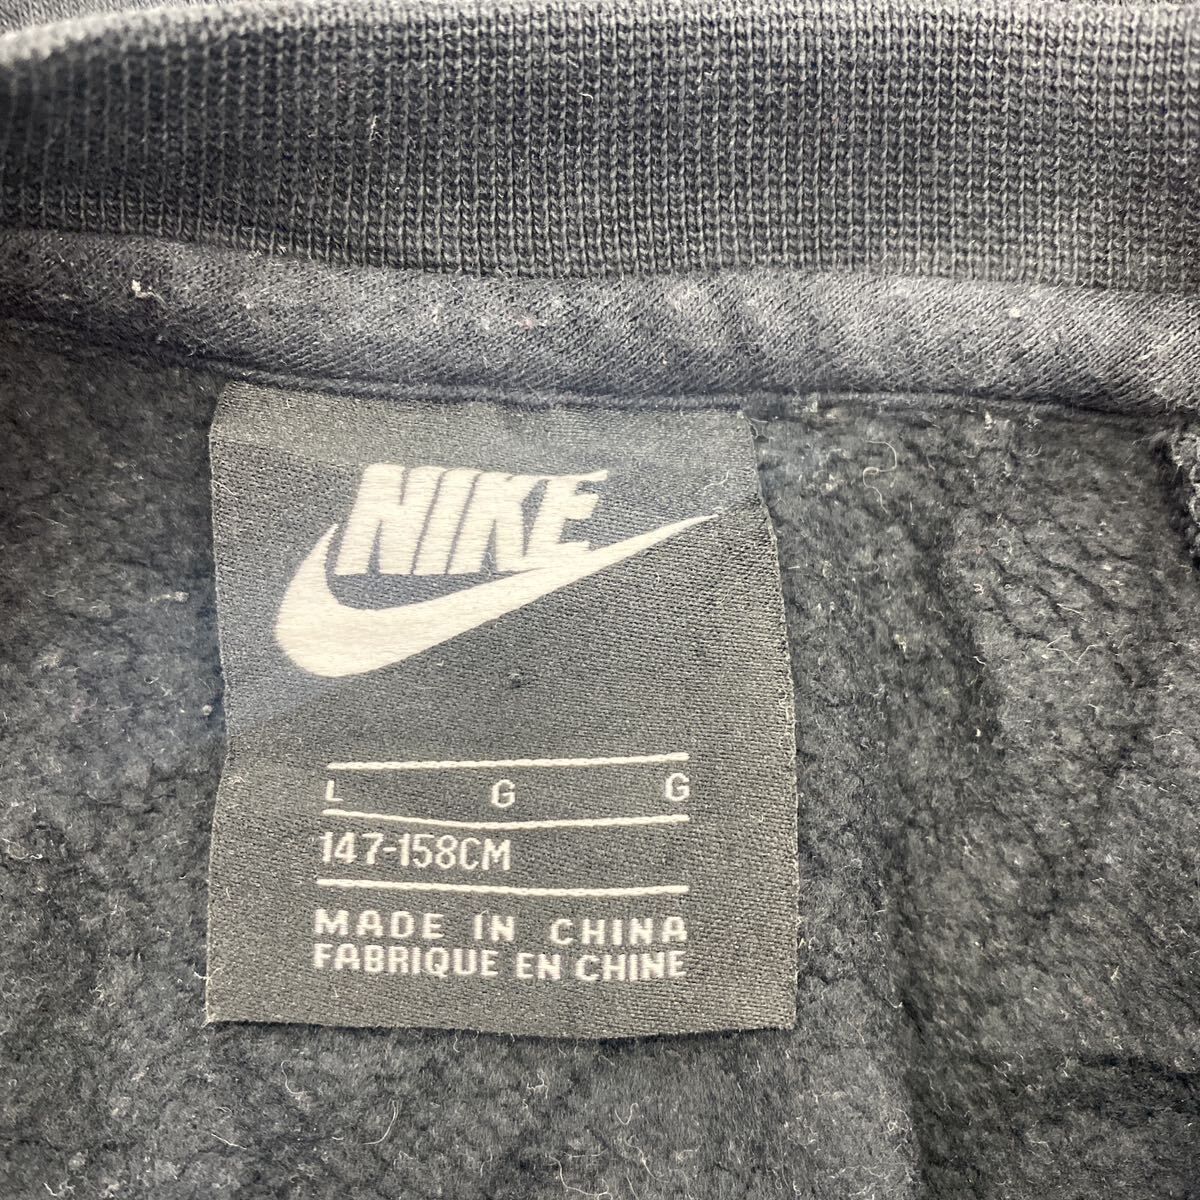 NIKE
L G G
147-158CM
MADE IN CHINA
FABRIQUE EN CHINE